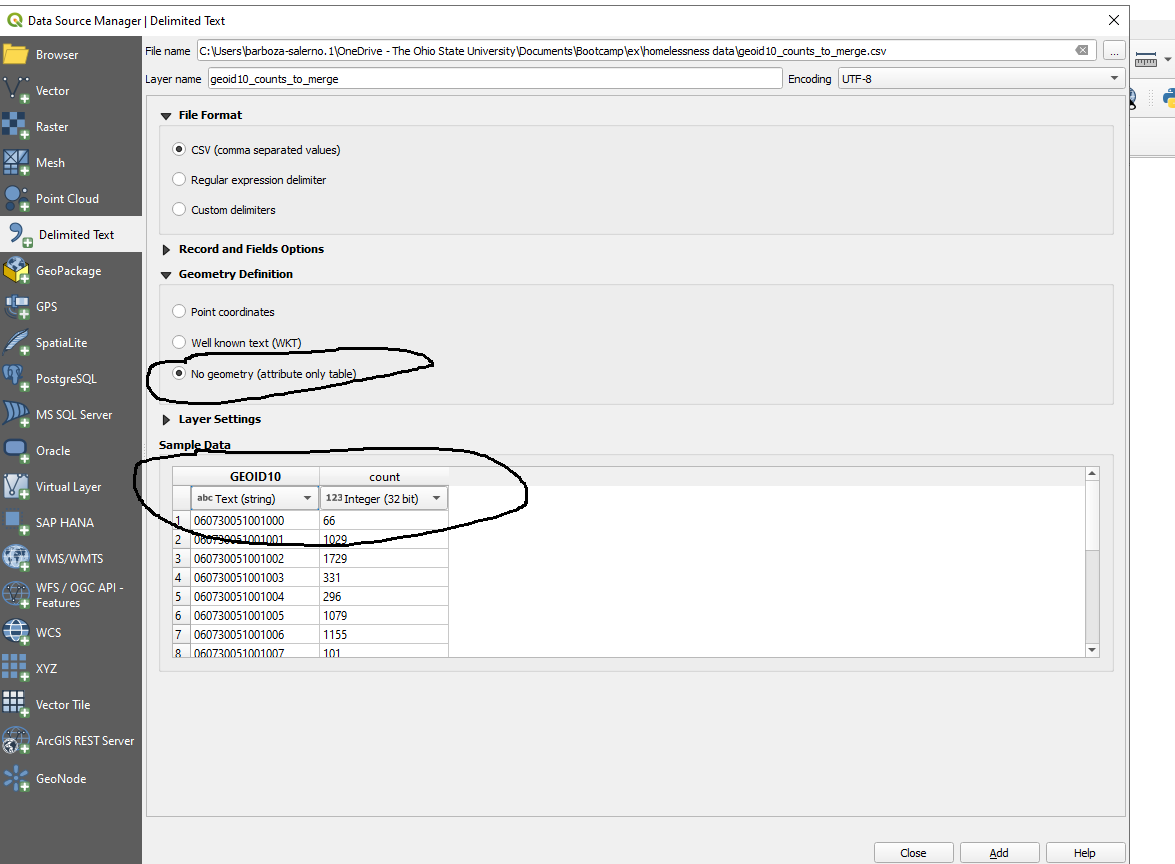 Data Source Manager | Delimited Text
Browser
Vector
Raster
Mesh
Point Cloud
Delimited Text
GeoPackage
GPS
SpatiaLite
PostgreSQL
MS SQL Server
Oracle
Virtual Layer
SAP HANA
WMS/WMTS
WFS / OGC API -
Features
WCS
XYZ
Vector Tile
ArcGIS REST Server
GeoNode
File name C:\Users\barboza-salerno.1\OneDrive - The Ohio State University\Documents\Bootcamp\ex\homelessness data\geoid10_counts_to_merge.csv ...
Layer name geoid10_counts_to_merge Encoding UTF-8
File Format
CSV (comma separated values)
Regular expression delimiter
Custom delimiters
Record and Fields Options
Geometry Definition
Point coordinates
Well known text (WKT)
No geometry (attribute only table)
Layer Settings
Sample Data
GEOID10 count
abc Text (string) 123 Integer (32 bit)
1 060730051001000 66
2 060730051001001 1029
3 060730051001002 1729
4 060730051001003 331
5 060730051001004 296
6 060730051001005 1079
7 060730051001006 1155
8 060730051001007 101
Close Add Help